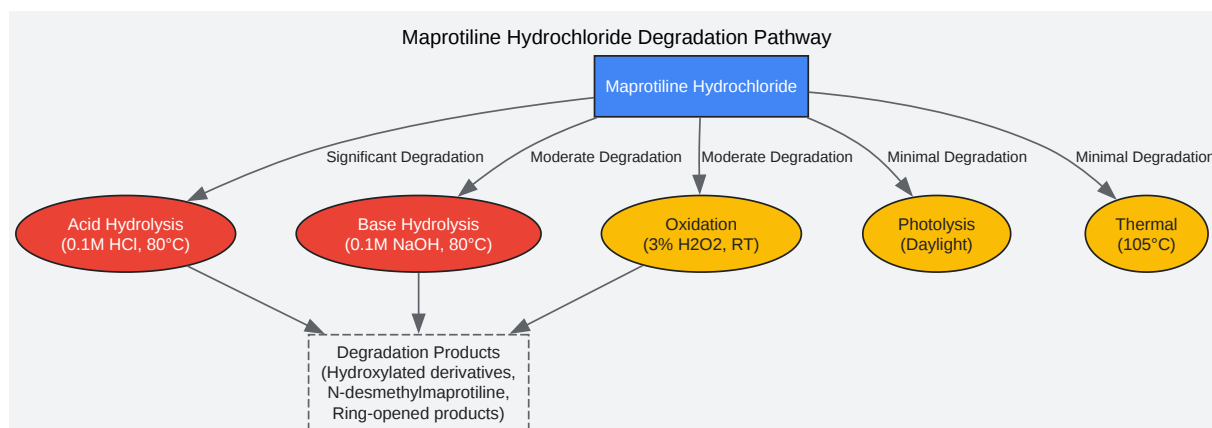 Maprotiline Hydrochloride Degradation Pathway
Maprotiline Hydrochloride
Significant Degradation
Moderate Degradation
Moderate Degradation
Minimal Degradation
Minimal Degradation
Acid Hydrolysis
(0.1M HCl, 80°C)
Base Hydrolysis
(0.1M NaOH, 80°C)
Oxidation
(3% H2O2, RT)
Photolysis
(Daylight)
Thermal
(105°C)
Degradation Products
(Hydroxylated derivatives,
N-desmethylmaprotiline,
Ring-opened products)